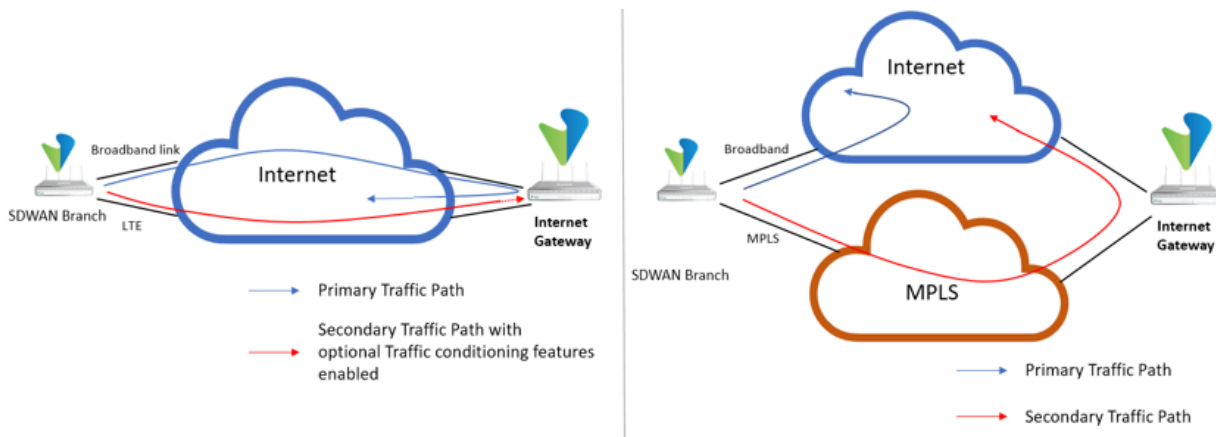 Broadband link
Internet
SDWAN Branch
LTE
Internet
Gateway
Primary Traffic Path
Secondary Traffic Path with
optional Traffic conditioning features
enabled
Internet
Broadband
MPLS
Internet
Gateway
SDWAN Branch
MPLS
Primary Traffic Path
Secondary Traffic Path